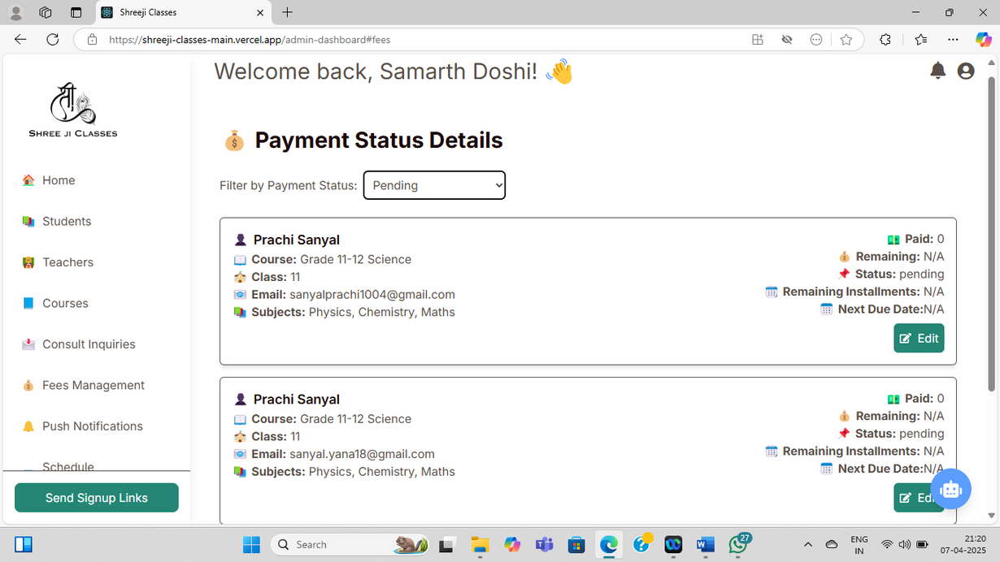 Shreeji Classes
https://shreeji-classes-main.vercel.app/admin-dashboard#fees
श्री
SHREE JI CLASSES
Home
Students
Teachers
Courses
Consult Inquiries
Fees Management
Push Notifications
Schedule
Send Signup Links
Welcome back, Samarth Doshi!
Payment Status Details
Filter by Payment Status: Pending
Prachi Sanyal
Course: Grade 11-12 Science
Class: 11
Email: sanyalprachi1004@gmail.com
Subjects: Physics, Chemistry, Maths
Paid: 0
Remaining: N/A
Status: pending
Remaining Installments: N/A
Next Due Date:N/A
Edit
Prachi Sanyal
Course: Grade 11-12 Science
Class: 11
Email: sanyal.yana18@gmail.com
Subjects: Physics, Chemistry, Maths
Paid: 0
Remaining: N/A
Status: pending
Remaining Installments: N/A
Next Due Date:N/A
Edit
Search
27
ENG
IN
21:20
07-04-2025